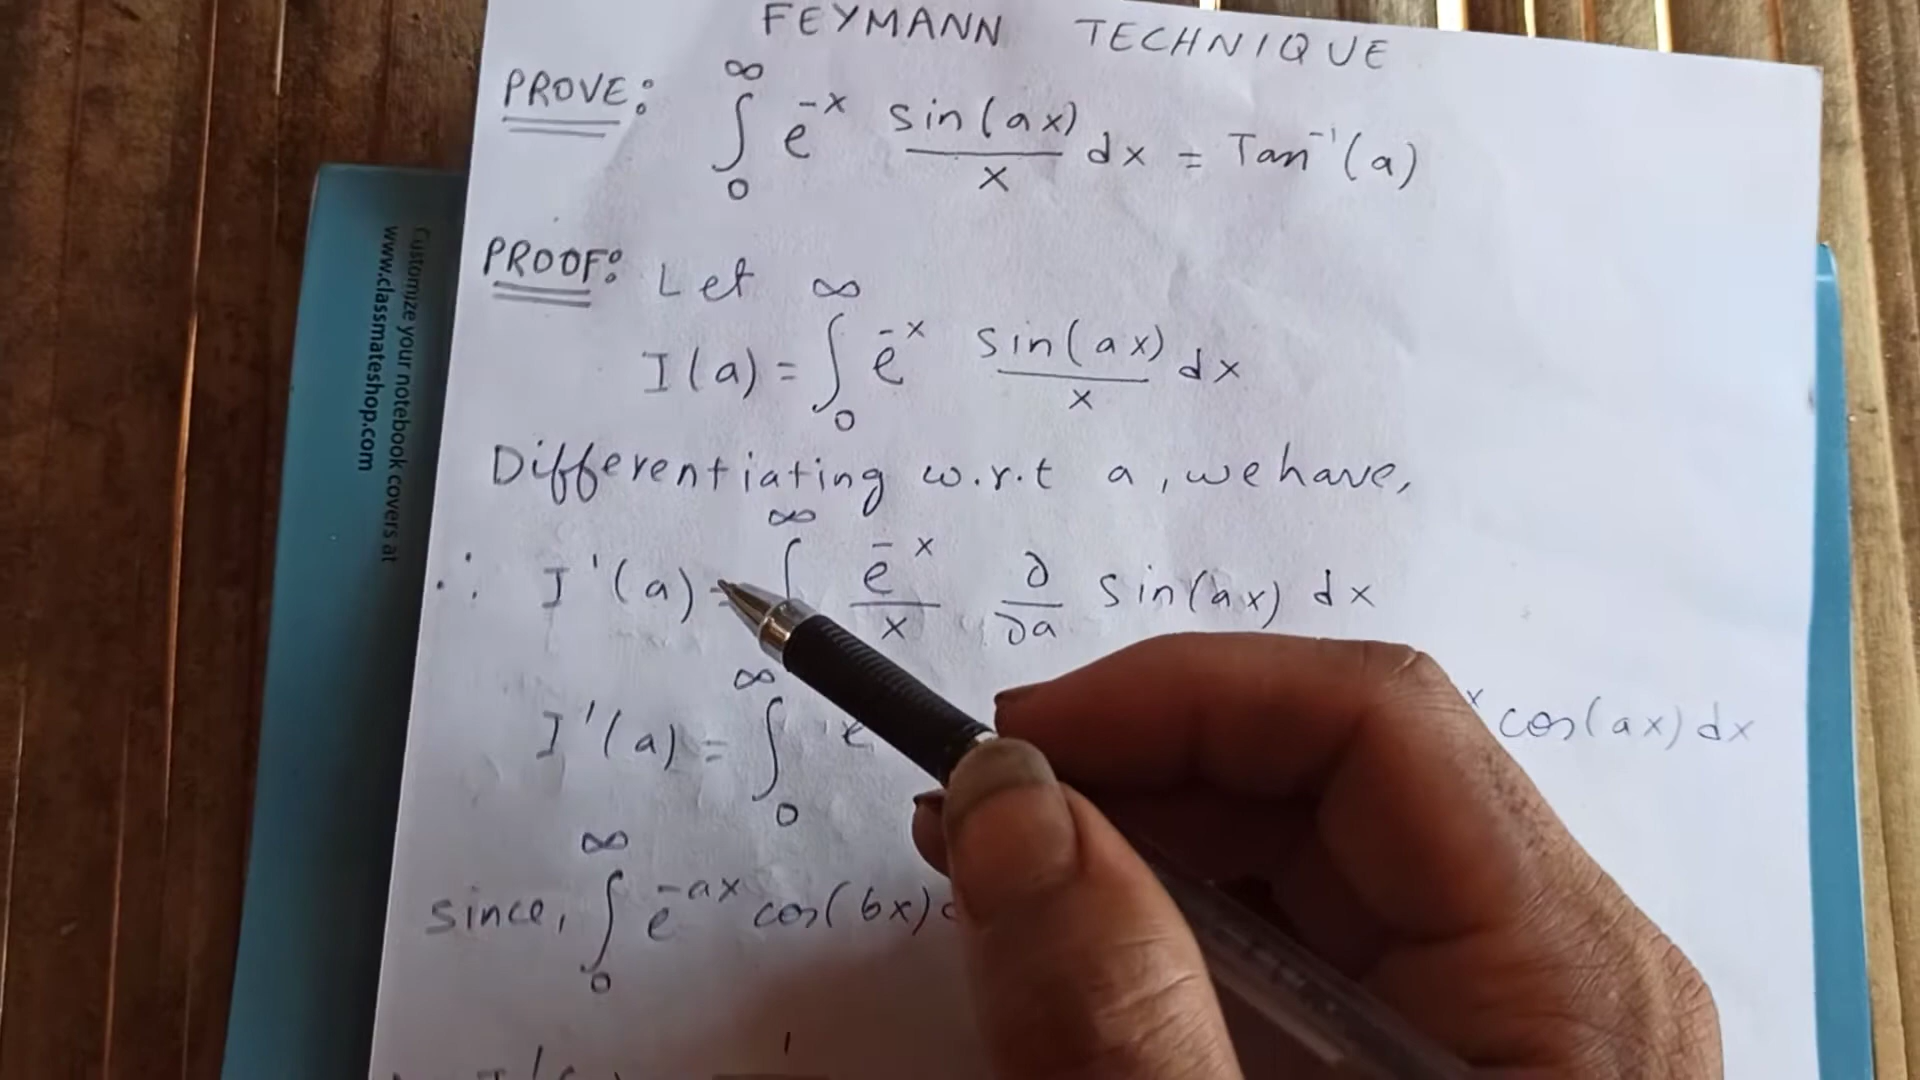 FEYMANN TECHNIQUE
PROVE: ∫₀^∞ e^-x sin(ax)/x dx = Tan^-1(a)
PROOF: Let
I(a) = ∫₀^∞ e^-x sin(ax)/x dx
Differentiating w.r.t a, we have,
∴ I'(a) = ∫^∞ e^-x/x ∂/∂a sin(ax) dx
I'(a) = ∫₀^∞ e x cos(ax) dx
since, ∫₀^∞ e^-ax cos(bx)
Customize your notebook covers at
www.classmateshop.com